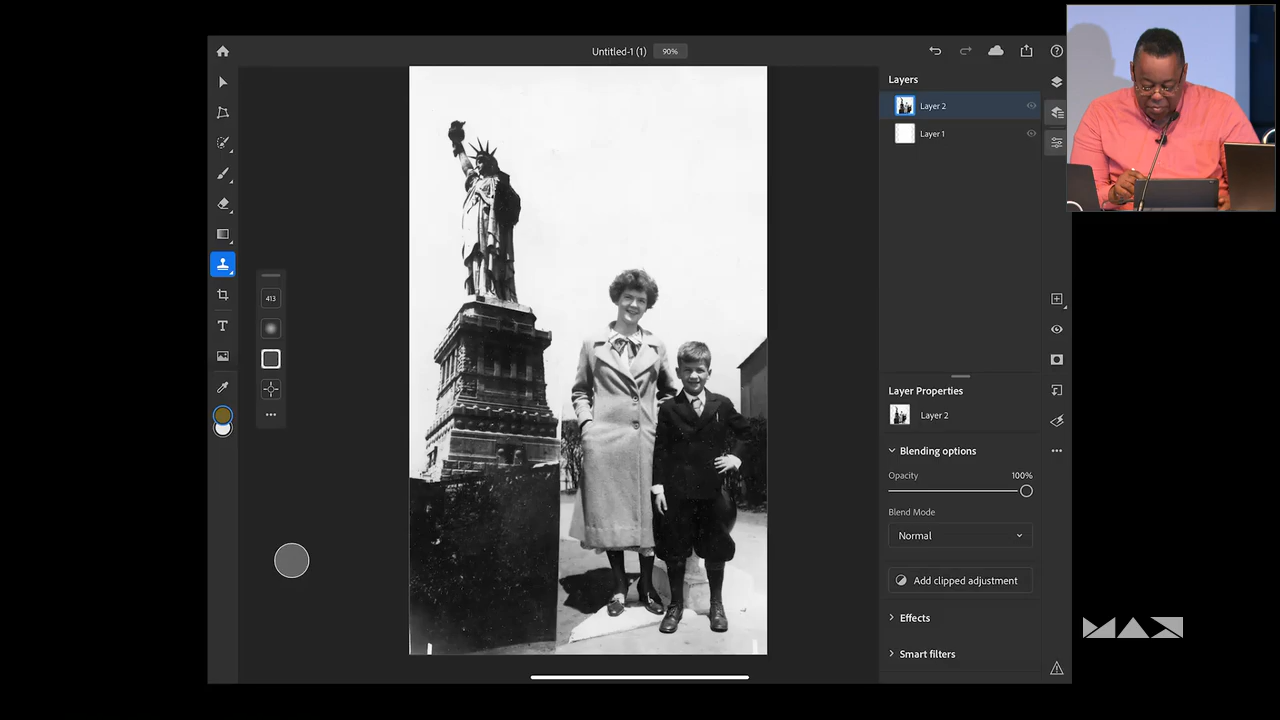 Untitled-1 (1) 90%
Layers
Layer 2
Layer 1
413
T
Layer Properties
Layer 2
Blending options
Opacity 100%
Blend Mode
Normal
Add clipped adjustment
Effects
Smart filters
MAX